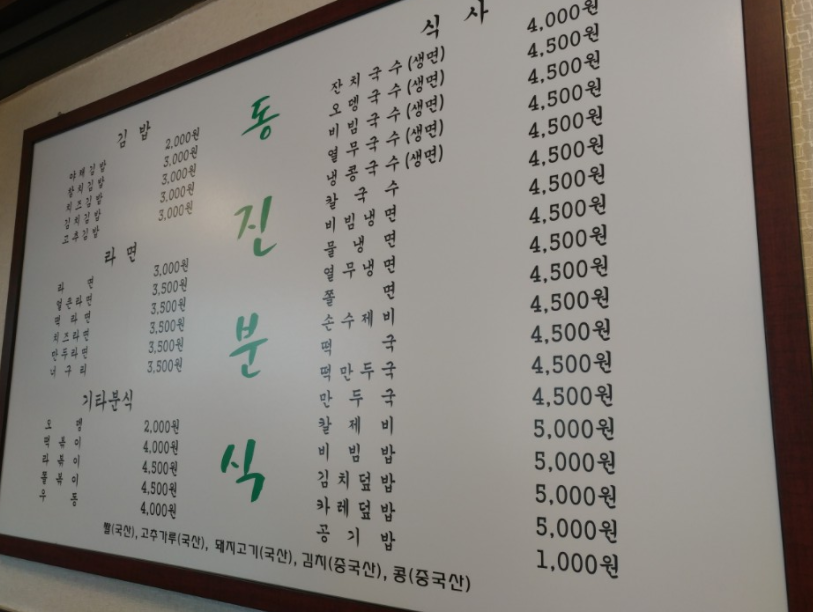 김 밥
야채김밥 2,000원
참치김밥 3,000원
치즈김밥 3,000원
김치김밥 3,000원
고추김밥 3,000원
라 면
라 면 3,000원
얼큰라면 3,500원
떡 라 면 3,500원
치즈라면 3,500원
만두라면 3,500원
너 구 리 3,500원
기타분식
오 뎅 2,000원
떡 볶 이 4,000원
라 볶 이 4,500원
쫄 볶 이 4,500원
우 동 4,000원
동
진
분
식
식 사
잔 치 국 수 (생면) 4,000원
오 뎅 국 수 (생면) 4,500원
비 빔 국 수 (생면) 4,500원
열 무 국 수 (생면) 4,500원
냉 콩 국 수 (생면) 4,500원
칼 국 수 4,500원
비 빔 냉 면 4,500원
물 냉 면 4,500원
열 무 냉 면 4,500원
쫄 면 4,500원
손 수 제 비 4,500원
떡 국 4,500원
떡 만 두 국 4,500원
만 두 국 4,500원
칼 제 비 5,000원
비 빔 밥 5,000원
김 치 덮 밥 5,000원
카 레 덮 밥 5,000원
공 기 밥 1,000원
쌀(국산), 고추가루(국산), 돼지고기(국산), 김치(중국산), 콩(중국산)